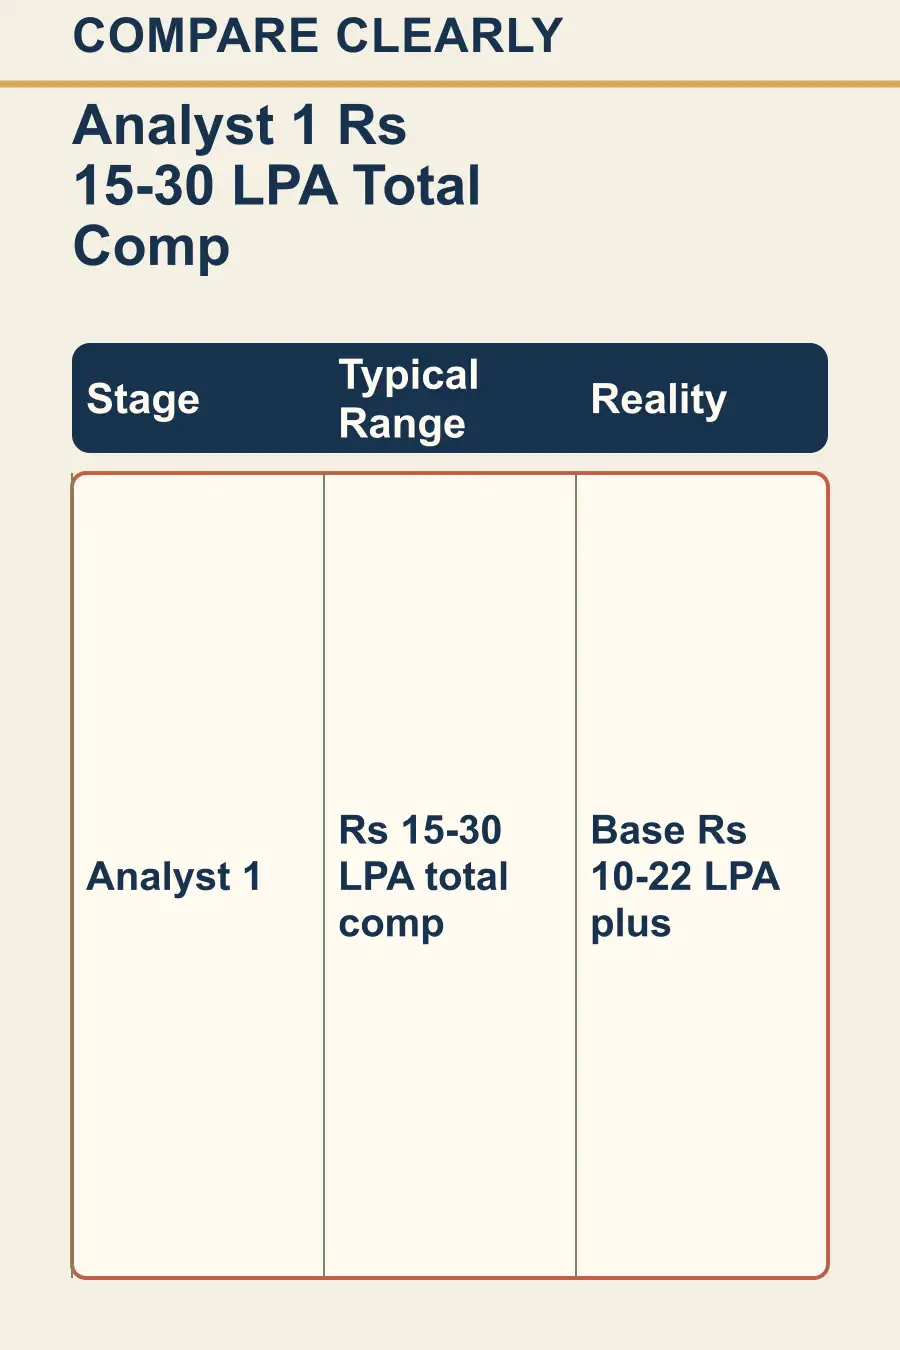 COMPARE CLEARLY
Analyst 1 Rs
15-30 LPA Total
Comp
Stage
Typical
Range
Reality
Analyst 1
Rs 15-30
LPA total
comp
Base Rs
10-22 LPA
plus